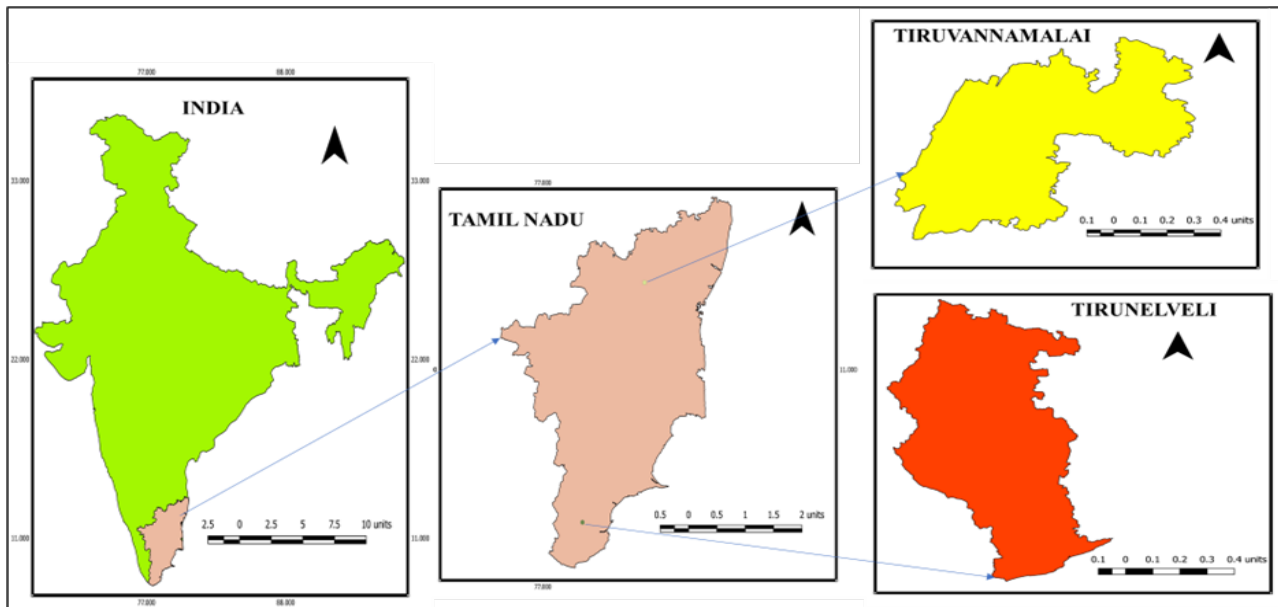 77.000 88.000
INDIA
33.000 33.000
22.000 22.000
11.000 11.000
2.5 0 2.5 5 7.5 10 units
77.000 88.000
77.000
TAMIL NADU
11.000
0.5 0 0.5 1 1.5 2 units
77.000
TIRUVANNAMALAI
0.1 0 0.1 0.2 0.3 0.4 units
TIRUNELVELI
0.1 0 0.1 0.2 0.3 0.4 units